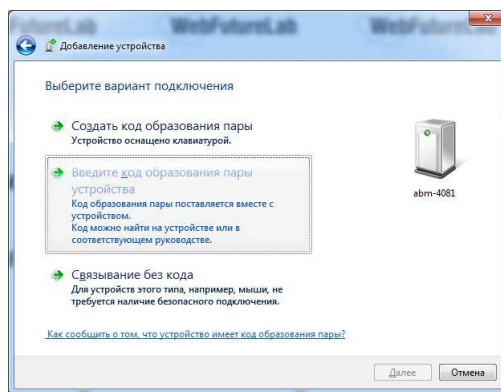 WebFutureLab
Добавление устройства
Выберите вариант подключения
Создать код образования пары
Устройство оснащено клавиатурой.
Введите код образования пары
устройства
Код образования пары поставляется вместе с
устройством.
Код можно найти на устройстве или в
соответствующем руководстве.
abm-4081
Связывание без кода
Для устройств этого типа, например, мыши, не
требуется наличие безопасного подключения.
Как сообщить о том, что устройство имеет код образования пары?
Далее
Отмена